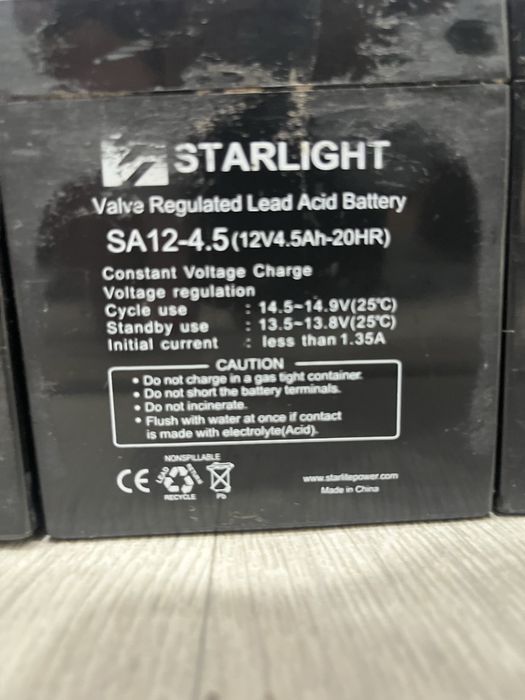 STARLIGHT
Valve Regulated Lead Acid Battery
SA12-4.5(12V4.5Ah-20HR)
Constant Voltage Charge
Voltage regulation
Cycle use : 14.5~14.9V(25℃)
Standby use : 13.5~13.8V(25℃)
Initial current : less than 1.35A
CAUTION
• Do not charge in a gas tight container.
• Do not short the battery terminals.
• Do not incinerate.
• Flush with water at once if contact
is made with electrolyte(Acid).
NONSPILLABLE
CE
LEAD
RETURN
RECYCLE
Pb
www.starlitepower.com
Made in China